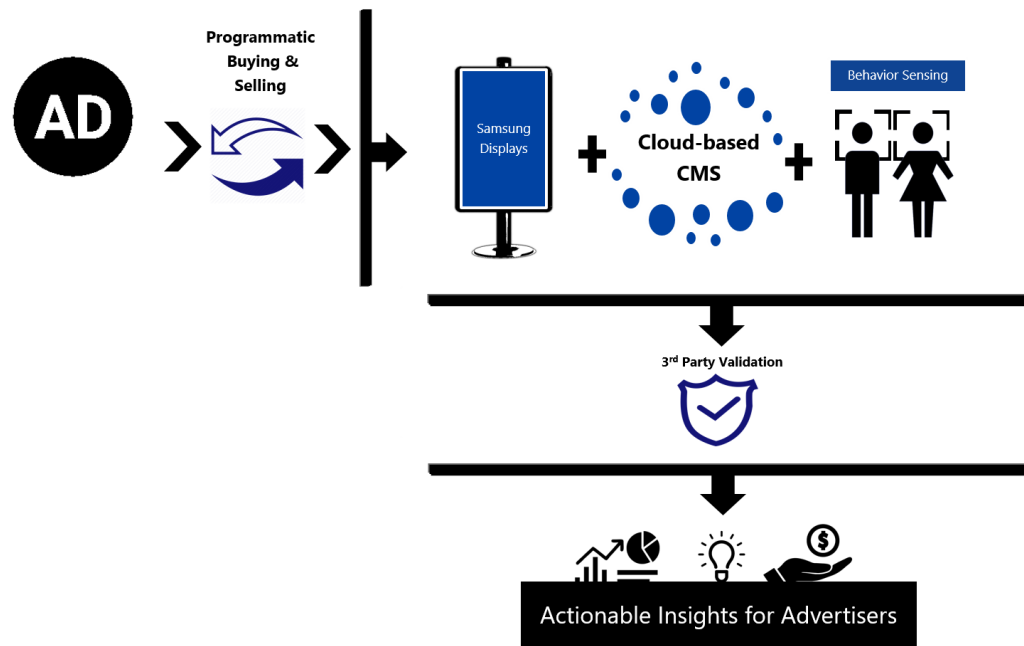 AD
Programmatic
Buying &
Selling
Samsung
Displays
Cloud-based
CMS
Behavior Sensing
3rd Party Validation
$
Actionable Insights for Advertisers